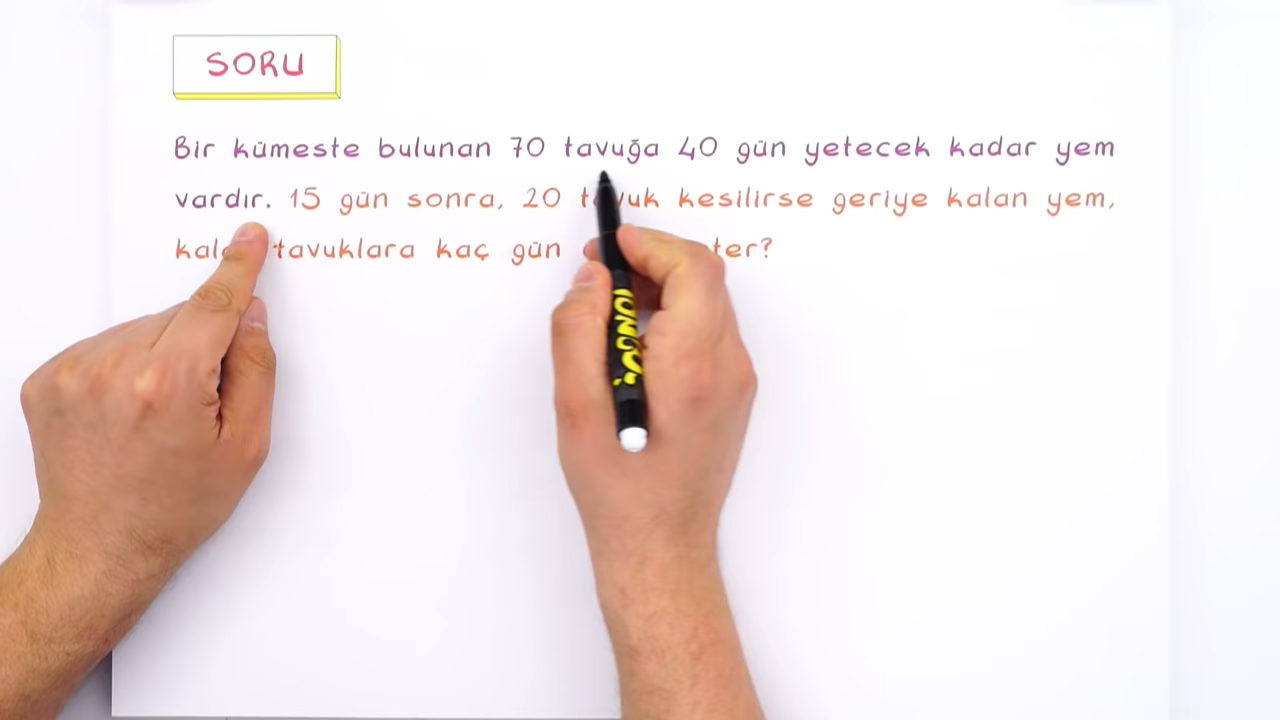 SORU
Bir kümeste bulunan 70 tavuğa 40 gün yetecek kadar yem
vardır. 15 gün sonra, 20 tavuk kesilirse geriye kalan yem,
tavuklara kaç gün